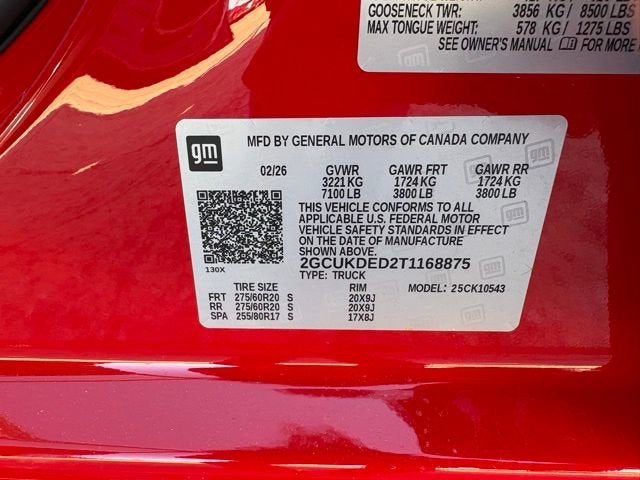 GOOSENECK TWR: 3856 KG / 8500 LBS
MAX TONGUE WEIGHT: 578 KG / 1275 LBS
SEE OWNER'S MANUAL FOR MORE
gm
MFD BY GENERAL MOTORS OF CANADA COMPANY
02/26 GVWR GAWR FRT GAWR RR
3221 KG 1724 KG 1724 KG
7100 LB 3800 LB 3800 LB
THIS VEHICLE CONFORMS TO ALL
APPLICABLE U.S. FEDERAL MOTOR
VEHICLE SAFETY STANDARDS IN EFFECT
ON THE DATE OF MANUFACTURE
SHOWN ABOVE.
130X
2GCUKDED2T1168875
TYPE: TRUCK
TIRE SIZE RIM MODEL: 25CK10543
FRT 275/60R20 S 20X9J
RR 275/60R20 S 20X9J
SPA 255/80R17 S 17X8J